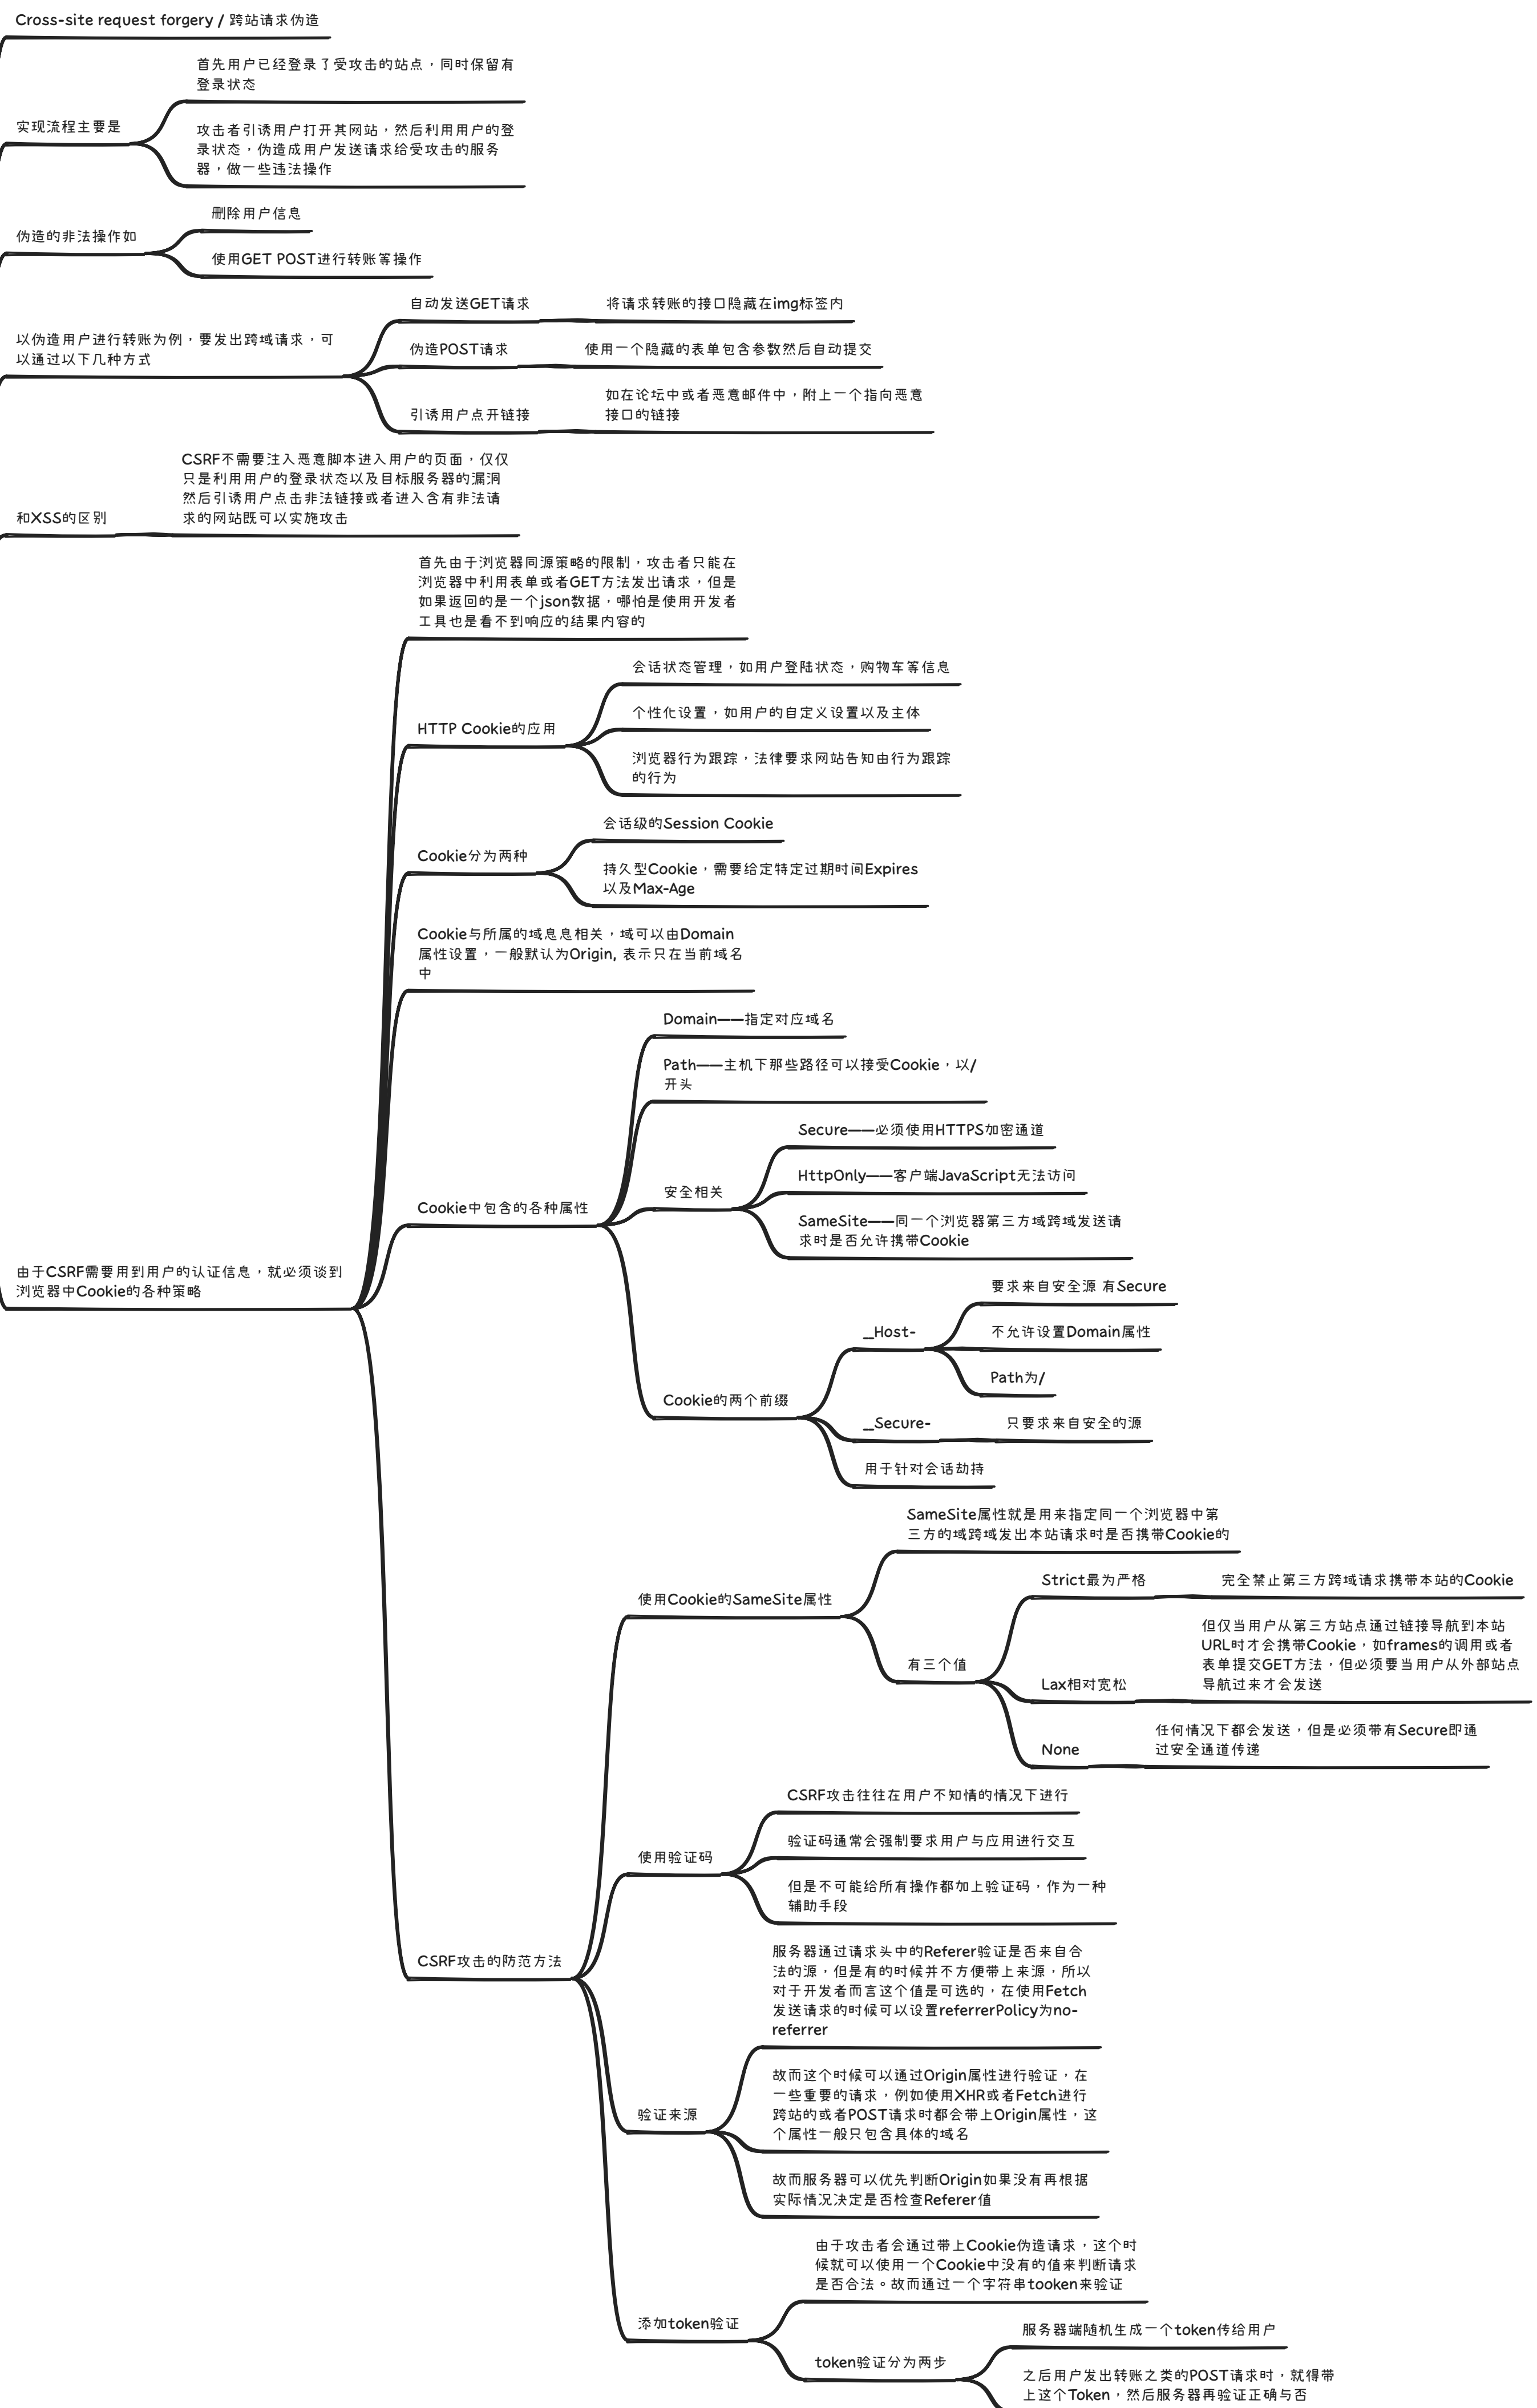 Cross-site request forgery / 跨站请求伪造
首先用户已经登录了受攻击的站点，同时保留有
登录状态
实现流程主要是
攻击者引诱用户打开其网站，然后利用用户的登
录状态，伪造成用户发送请求给受攻击的服务
器，做一些违法操作
删除用户信息
伪造的非法操作如
使用GET POST进行转账等操作
以伪造用户进行转账为例，要发出跨域请求，可
以通过以下几种方式
自动发送GET请求
将请求转账的接口隐藏在img标签内
伪造POST请求
使用一个隐藏的表单包含参数然后自动提交
引诱用户点开链接
如在论坛中或者恶意邮件中，附上一个指向恶意
接口的链接
和XSS的区别
CSRF不需要注入恶意脚本进入用户的页面，仅仅
只是利用用户的登录状态以及目标服务器的漏洞
然后引诱用户点击非法链接或者进入含有非法请
求的网站既可以实施攻击
由于CSRF需要用到用户的认证信息，就必须谈到
浏览器中Cookie的各种策略
首先由于浏览器同源策略的限制，攻击者只能在
浏览器中利用表单或者GET方法发出请求，但是
如果返回的是一个json数据，哪怕是使用开发者
工具也是看不到响应的结果内容的
HTTP Cookie的应用
会话状态管理，如用户登陆状态，购物车等信息
个性化设置，如用户的自定义设置以及主体
浏览器行为跟踪，法律要求网站告知由行为跟踪
的行为
Cookie分为两种
会话级的Session Cookie
持久型Cookie，需要给定特定过期时间Expires
以及Max-Age
Cookie与所属的域息息相关，域可以由Domain
属性设置，一般默认为Origin, 表示只在当前域名
中
Cookie中包含的各种属性
Domain——指定对应域名
Path——主机下那些路径可以接受Cookie，以/
开头
安全相关
Secure——必须使用HTTPS加密通道
HttpOnly——客户端JavaScript无法访问
SameSite——同一个浏览器第三方域跨域发送请
求时是否允许携带Cookie
Cookie的两个前缀
_Host-
要求来自安全源 有Secure
不允许设置Domain属性
Path为/
_Secure-
只要求来自安全的源
用于针对会话劫持
CSRF攻击的防范方法
使用Cookie的SameSite属性
SameSite属性就是用来指定同一个浏览器中第
三方的域跨域发出本站请求时是否携带Cookie的
有三个值
Strict最为严格
完全禁止第三方跨域请求携带本站的Cookie
Lax相对宽松
但仅当用户从第三方站点通过链接导航到本站
URL时才会携带Cookie，如frames的调用或者
表单提交GET方法，但必须要当用户从外部站点
导航过来才会发送
None
任何情况下都会发送，但是必须带有Secure即通
过安全通道传递
使用验证码
CSRF攻击往往在用户不知情的情况下进行
验证码通常会强制要求用户与应用进行交互
但是不可能给所有操作都加上验证码，作为一种
辅助手段
验证来源
服务器通过请求头中的Referer验证是否来自合
法的源，但是有的时候并不方便带上来源，所以
对于开发者而言这个值是可选的，在使用Fetch
发送请求的时候可以设置referrerPolicy为no-
referrer
故而这个时候可以通过Origin属性进行验证，在
一些重要的请求，例如使用XHR或者Fetch进行
跨站的或者POST请求时都会带上Origin属性，这
个属性一般只包含具体的域名
故而服务器可以优先判断Origin如果没有再根据
实际情况决定是否检查Referer值
添加token验证
由于攻击者会通过带上Cookie伪造请求，这个时
候就可以使用一个Cookie中没有的值来判断请求
是否合法。故而通过一个字符串tooken来验证
token验证分为两步
服务器端随机生成一个token传给用户
之后用户发出转账之类的POST请求时，就得带
上这个Token，然后服务器再验证正确与否